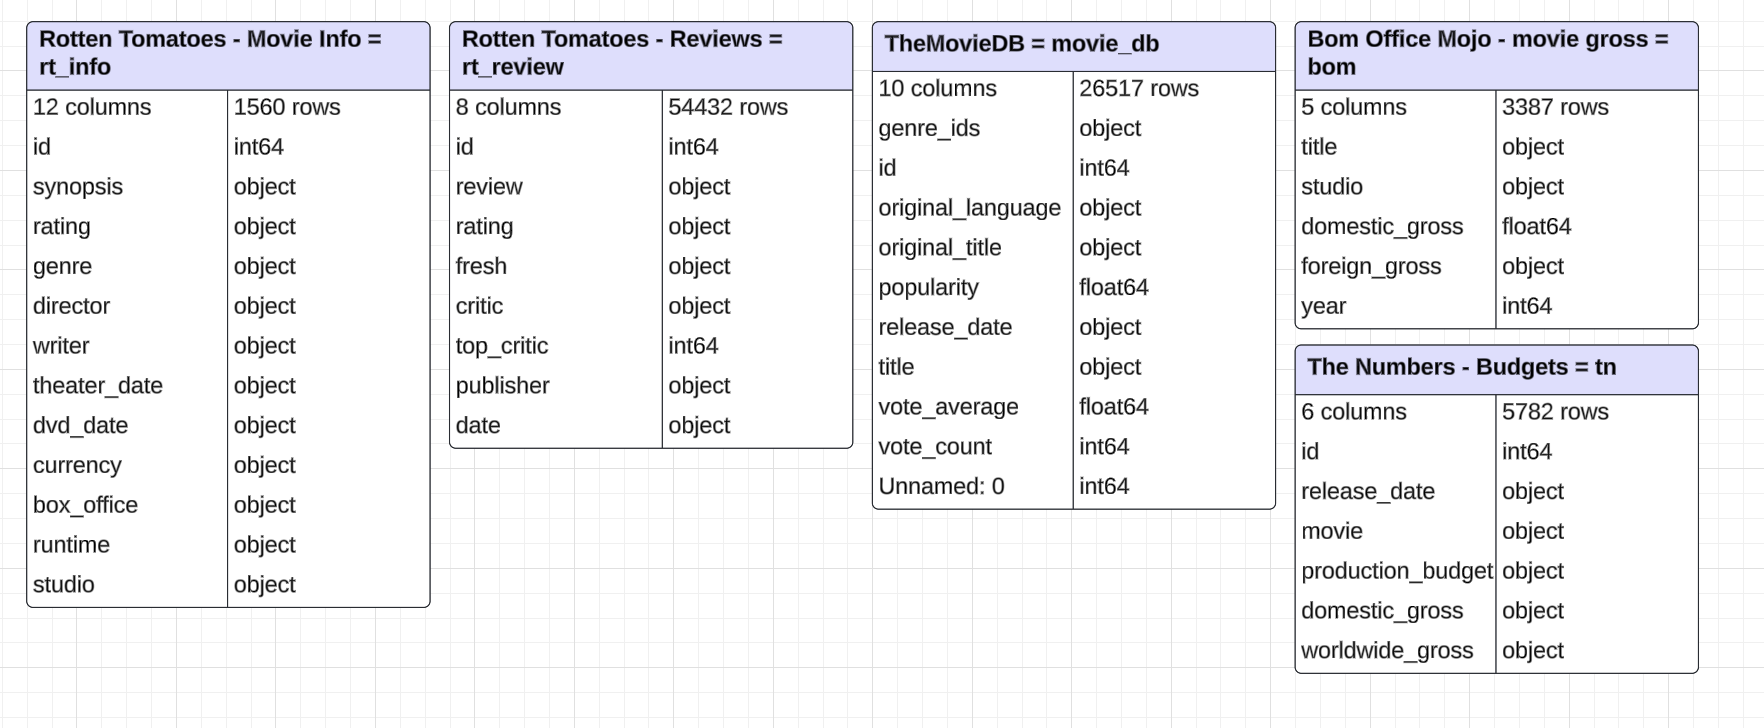 Rotten Tomatoes - Movie Info =
rt_info
12 columns 1560 rows
id int64
synopsis object
rating object
genre object
director object
writer object
theater_date object
dvd_date object
currency object
box_office object
runtime object
studio object
Rotten Tomatoes - Reviews =
rt_review
8 columns 54432 rows
id int64
review object
rating object
fresh object
critic object
top_critic int64
publisher object
date object
TheMovieDB = movie_db
10 columns 26517 rows
genre_ids object
id int64
original_language object
original_title object
popularity float64
release_date object
title object
vote_average float64
vote_count int64
Unnamed: 0 int64
Bom Office Mojo - movie gross =
bom
5 columns 3387 rows
title object
studio object
domestic_gross float64
foreign_gross object
year int64
The Numbers - Budgets = tn
6 columns 5782 rows
id int64
release_date object
movie object
production_budget object
domestic_gross object
worldwide_gross object